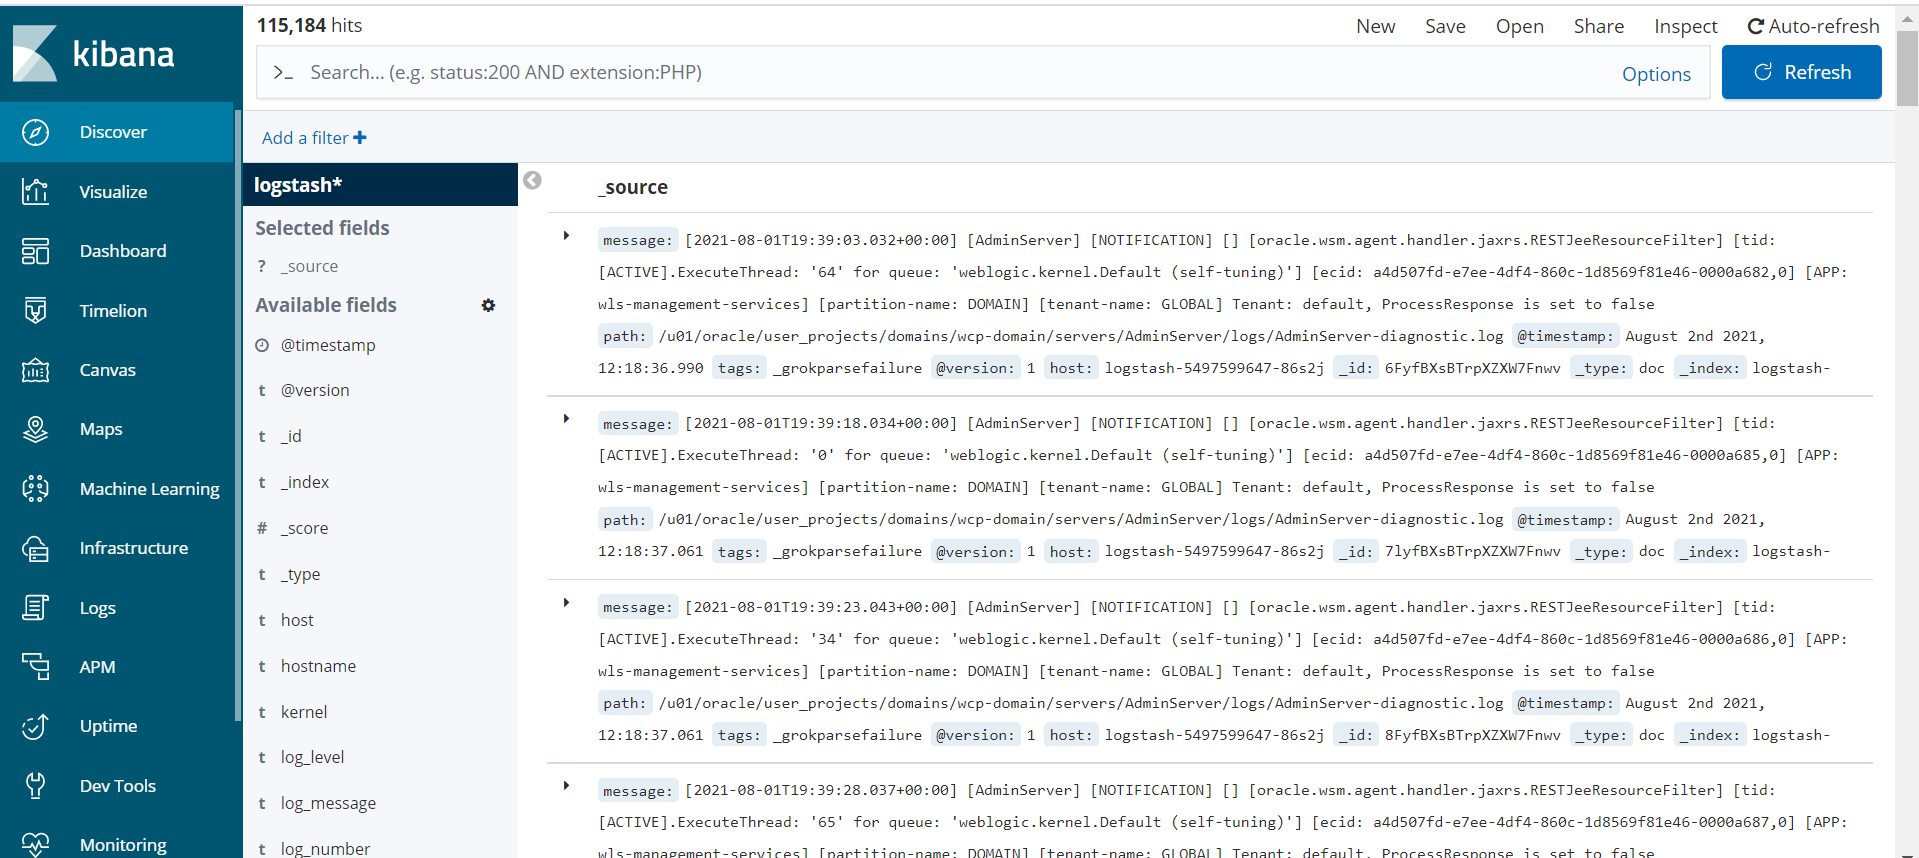 kibana
Discover
Visualize
Dashboard
Timelion
Canvas
Maps
Machine Learning
Infrastructure
Logs
APM
Uptime
Dev Tools
Monitoring
115,184 hits
New Save Open Share Inspect Auto-refresh
>_ Search... (e.g. status:200 AND extension:PHP) Options Refresh
Add a filter +
logstash*
Selected fields
? _source
Available fields
@timestamp
t @version
t _id
t _index
# _score
t _type
t host
t hostname
t kernel
t log_level
t log_message
t log_number
_source
message: [2021-08-01T19:39:03.032+00:00] [AdminServer] [NOTIFICATION] [] [oracle.wsm.agent.handler.jaxrs.RESTJeeResourceFilter] [tid:
[ACTIVE].ExecuteThread: '64' for queue: 'weblogic.kernel.Default (self-tuning)'] [ecid: a4d507fd-e7ee-4df4-860c-1d8569f81e46-0000a682,0] [APP:
wls-management-services] [partition-name: DOMAIN] [tenant-name: GLOBAL] Tenant: default, ProcessResponse is set to false
path: /u01/oracle/user_projects/domains/wcp-domain/servers/AdminServer/logs/AdminServer-diagnostic.log @timestamp: August 2nd 2021,
12:18:36.990 tags: _grokparsefailure @version: 1 host: logstash-5497599647-86s2j _id: 6FyfBXsBTrpXZXW7Fnwv _type: doc _index: logstash-
message: [2021-08-01T19:39:18.034+00:00] [AdminServer] [NOTIFICATION] [] [oracle.wsm.agent.handler.jaxrs.RESTJeeResourceFilter] [tid:
[ACTIVE].ExecuteThread: '0' for queue: 'weblogic.kernel.Default (self-tuning)'] [ecid: a4d507fd-e7ee-4df4-860c-1d8569f81e46-0000a685,0] [APP:
wls-management-services] [partition-name: DOMAIN] [tenant-name: GLOBAL] Tenant: default, ProcessResponse is set to false
path: /u01/oracle/user_projects/domains/wcp-domain/servers/AdminServer/logs/AdminServer-diagnostic.log @timestamp: August 2nd 2021,
12:18:37.061 tags: _grokparsefailure @version: 1 host: logstash-5497599647-86s2j _id: 7lyfBXsBTrpXZXW7Fnwv _type: doc _index: logstash-
message: [2021-08-01T19:39:23.043+00:00] [AdminServer] [NOTIFICATION] [] [oracle.wsm.agent.handler.jaxrs.RESTJeeResourceFilter] [tid:
[ACTIVE].ExecuteThread: '34' for queue: 'weblogic.kernel.Default (self-tuning)'] [ecid: a4d507fd-e7ee-4df4-860c-1d8569f81e46-0000a686,0] [APP:
wls-management-services] [partition-name: DOMAIN] [tenant-name: GLOBAL] Tenant: default, ProcessResponse is set to false
path: /u01/oracle/user_projects/domains/wcp-domain/servers/AdminServer/logs/AdminServer-diagnostic.log @timestamp: August 2nd 2021,
12:18:37.061 tags: _grokparsefailure @version: 1 host: logstash-5497599647-86s2j _id: 8FyfBXsBTrpXZXW7Fnwv _type: doc _index: logstash-
message: [2021-08-01T19:39:28.037+00:00] [AdminServer] [NOTIFICATION] [] [oracle.wsm.agent.handler.jaxrs.RESTJeeResourceFilter] [tid:
[ACTIVE].ExecuteThread: '65' for queue: 'weblogic.kernel.Default (self-tuning)'] [ecid: a4d507fd-e7ee-4df4-860c-1d8569f81e46-0000a687,0] [APP:
wls-management-services] [partition-name: DOMAIN] [tenant-name: GLOBAL] Tenant: default, ProcessResponse is set to false